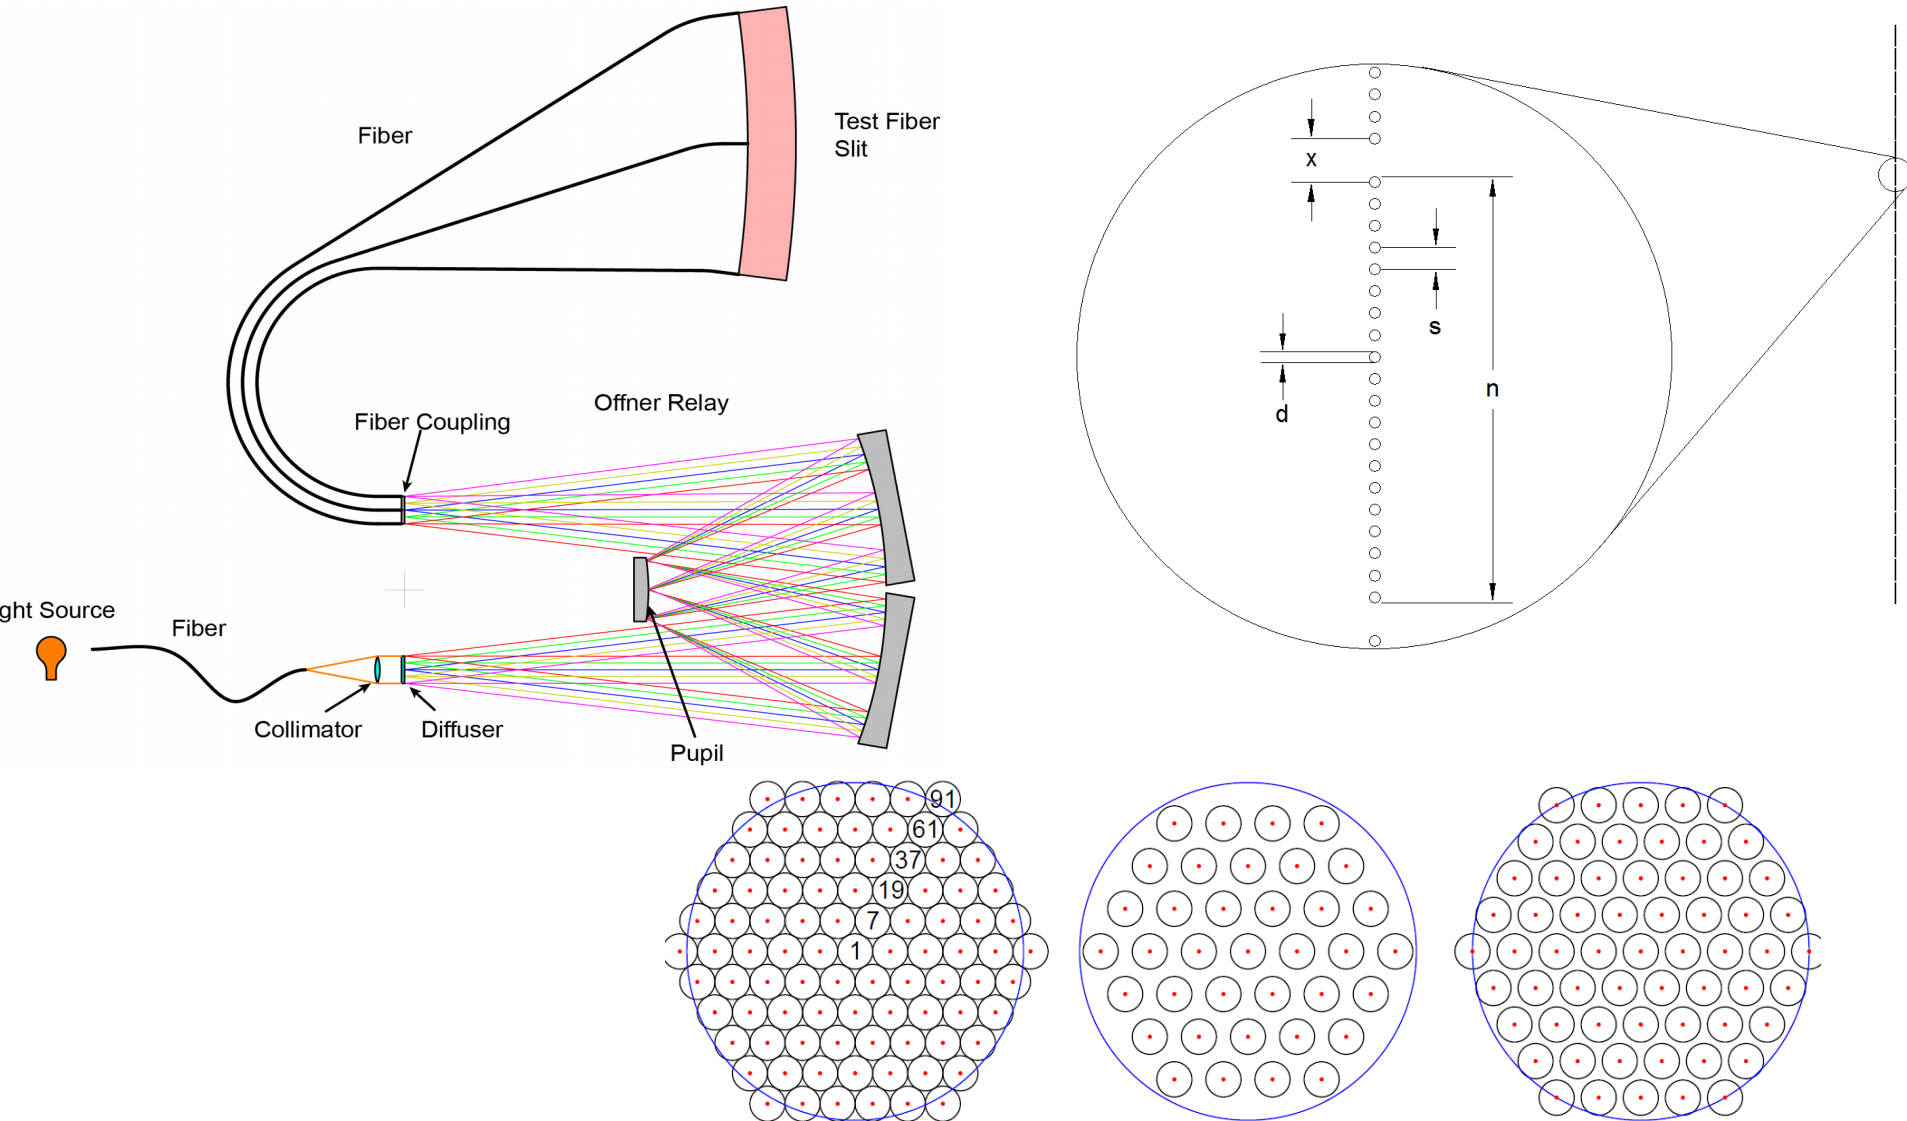 Fiber
Test Fiber
Slit
x
s
d
n
Offner Relay
Fiber Coupling
ght Source
Fiber
Collimator
Diffuser
Pupil
91
61
37
19
7
1